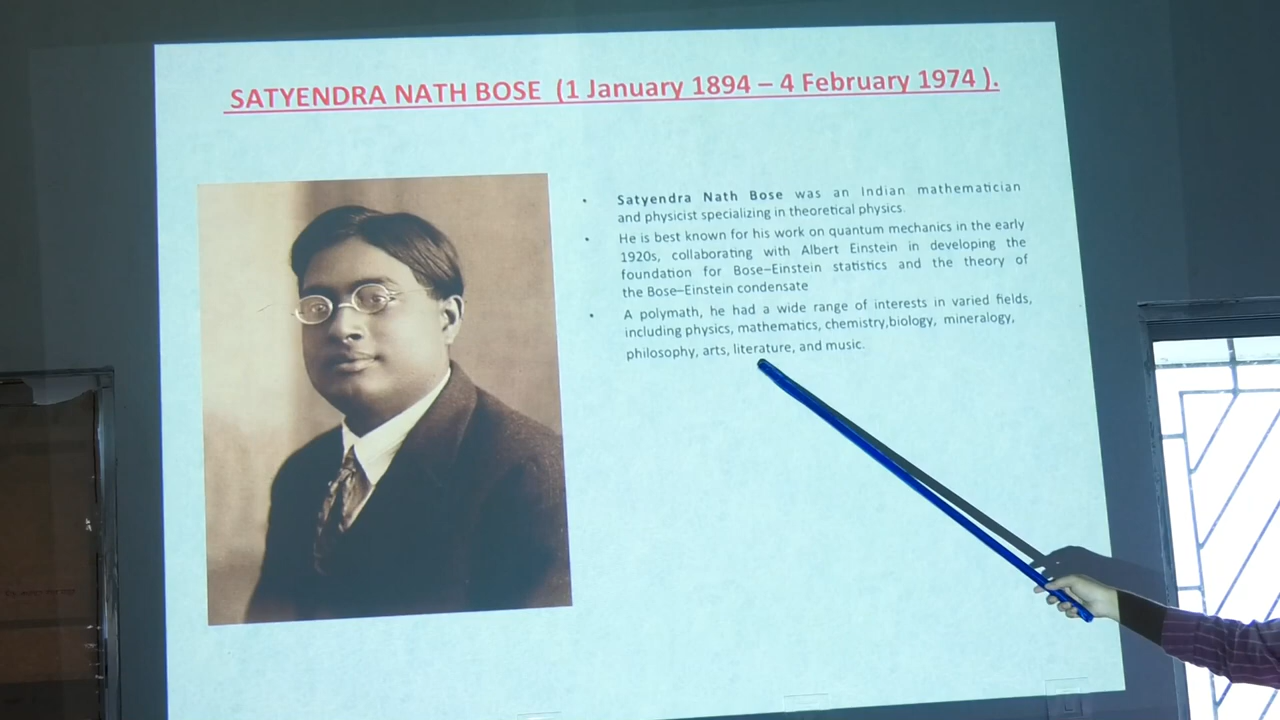 SATYENDRA NATH BOSE (1 January 1894 – 4 February 1974 ).
• Satyendra Nath Bose was an Indian mathematician
and physicist specializing in theoretical physics.
• He is best known for his work on quantum mechanics in the early
1920s, collaborating with Albert Einstein in developing the
foundation for Bose–Einstein statistics and the theory of
the Bose–Einstein condensate
• A polymath, he had a wide range of interests in varied fields,
including physics, mathematics, chemistry,biology, mineralogy,
philosophy, arts, literature, and music.